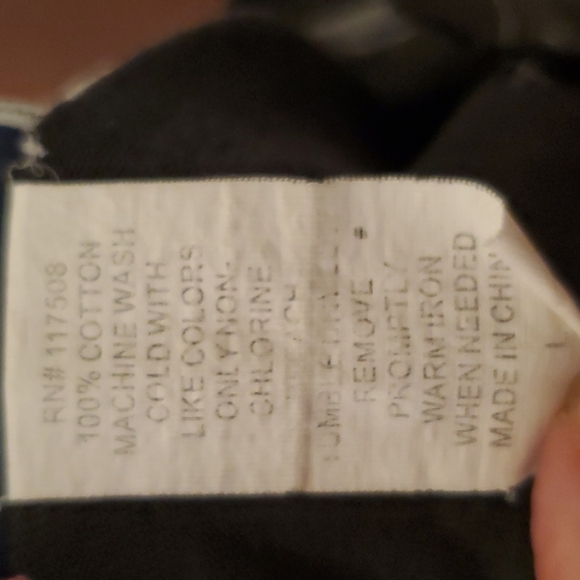 RN# 117508
100% COTTON
MACHINE WASH
COLD WITH
LIKE COLORS
ONLY NON-
CHLORINE
TUMBLE
REMOVE
PROMPTLY
WARM IRON
WHEN NEEDED
MADE IN CHIN